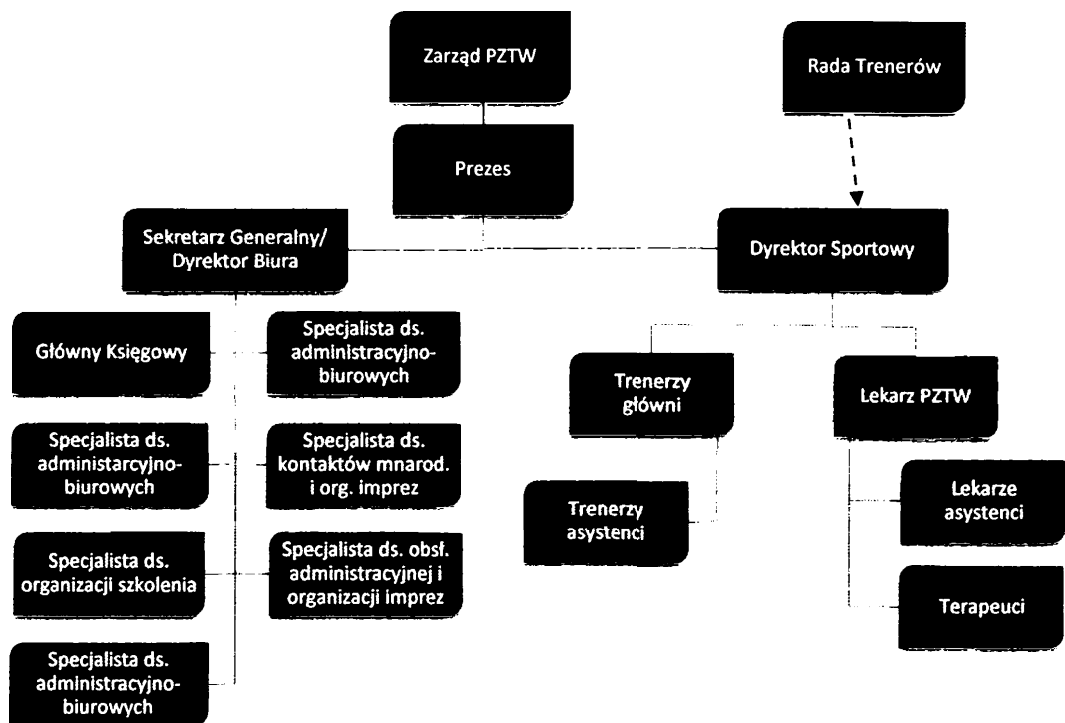 Zarząd PZTW
Rada Trenerów
Prezes
Sekretarz Generalny/
Dyrektor Biura
Dyrektor Sportowy
Główny Księgowy
Specjalista ds.
administracyjno-
biurowych
Trenerzy
główni
Lekarz PZTW
Specjalista ds.
administarcyjno-
biurowych
Specjalista ds.
kontaktów mnarod.
i org. imprez
Trenerzy
asystenci
Lekarze
asystenci
Specjalista ds.
organizacji szkolenia
Specjalista ds. obsł.
administracyjnej i
organizacji imprez
Terapeuci
Specjalista ds.
administracyjno-
biurowych